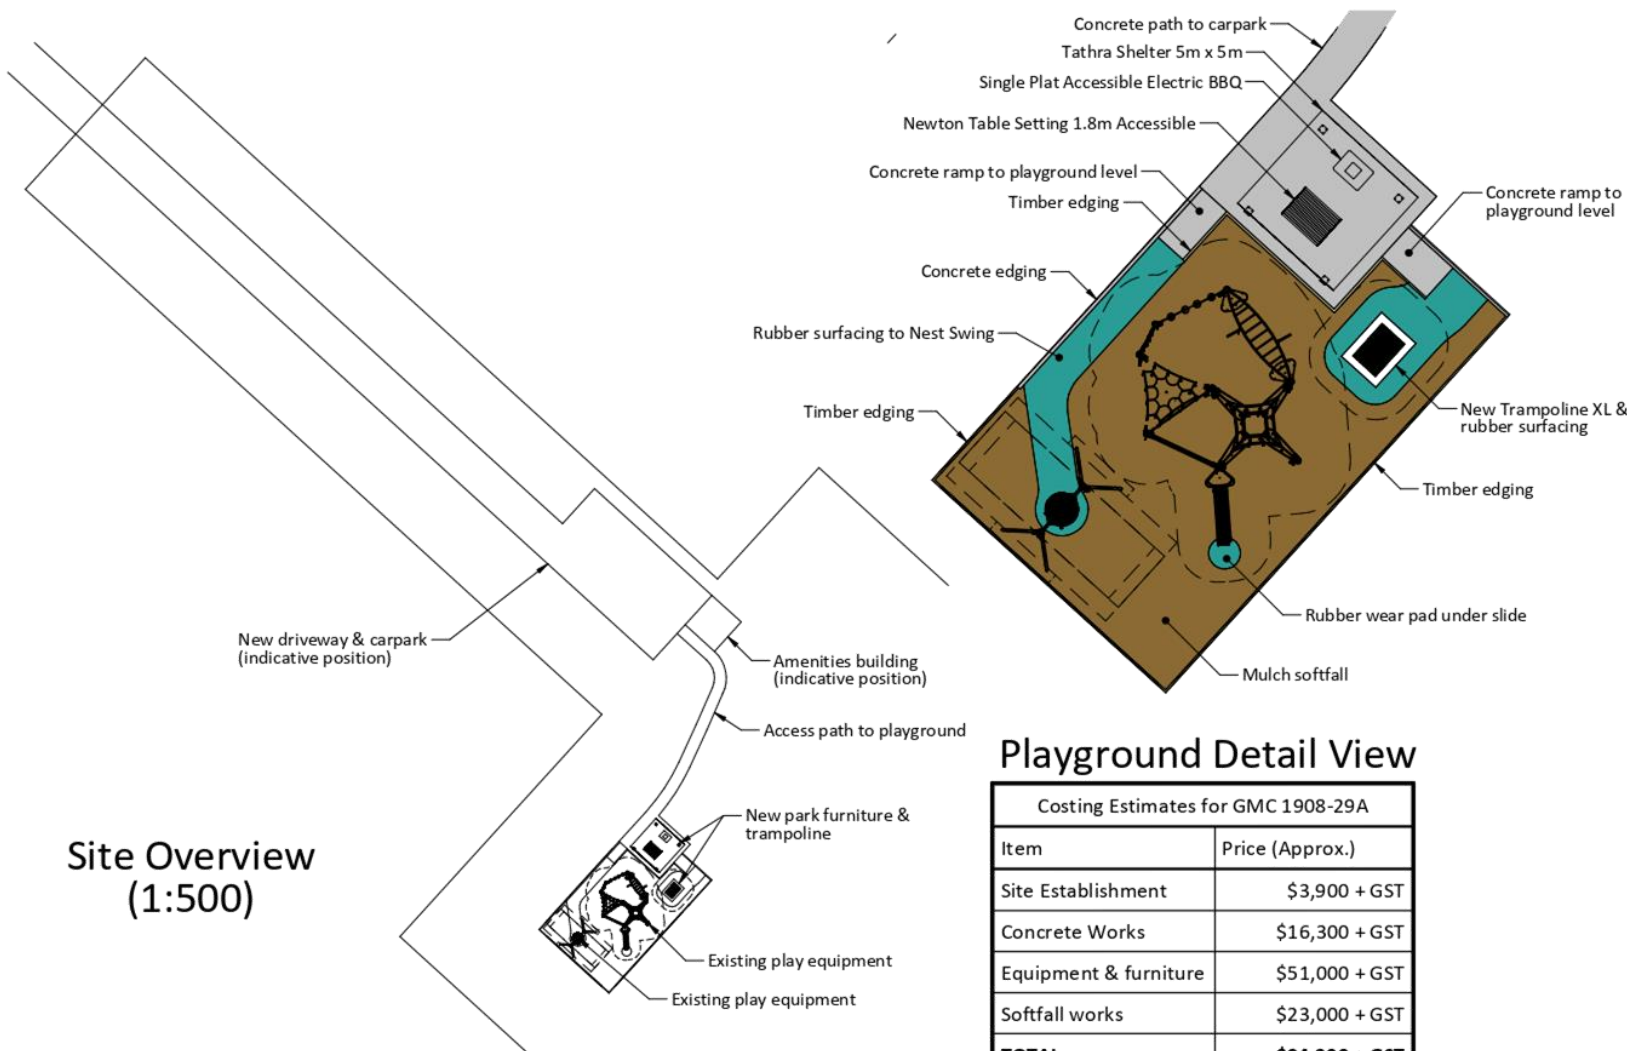 Concrete path to carpark
Tathra Shelter 5m x 5m
Single Plat Accessible Electric BBQ
Newton Table Setting 1.8m Accessible
Concrete ramp to playground level
Timber edging
Concrete ramp to
playground level
Concrete edging
Rubber surfacing to Nest Swing
Timber edging
New Trampoline XL &
rubber surfacing
Timber edging
Rubber wear pad under slide
Mulch softfall
New driveway & carpark
(indicative position)
Amenities building
(indicative position)
Access path to playground
New park furniture &
trampoline
Existing play equipment
Existing play equipment
Site Overview
(1:500)
Playground Detail View
Costing Estimates for GMC 1908-29A
Item Price (Approx.)
Site Establishment $3,900 + GST
Concrete Works $16,300 + GST
Equipment & furniture $51,000 + GST
Softfall works $23,000 + GST